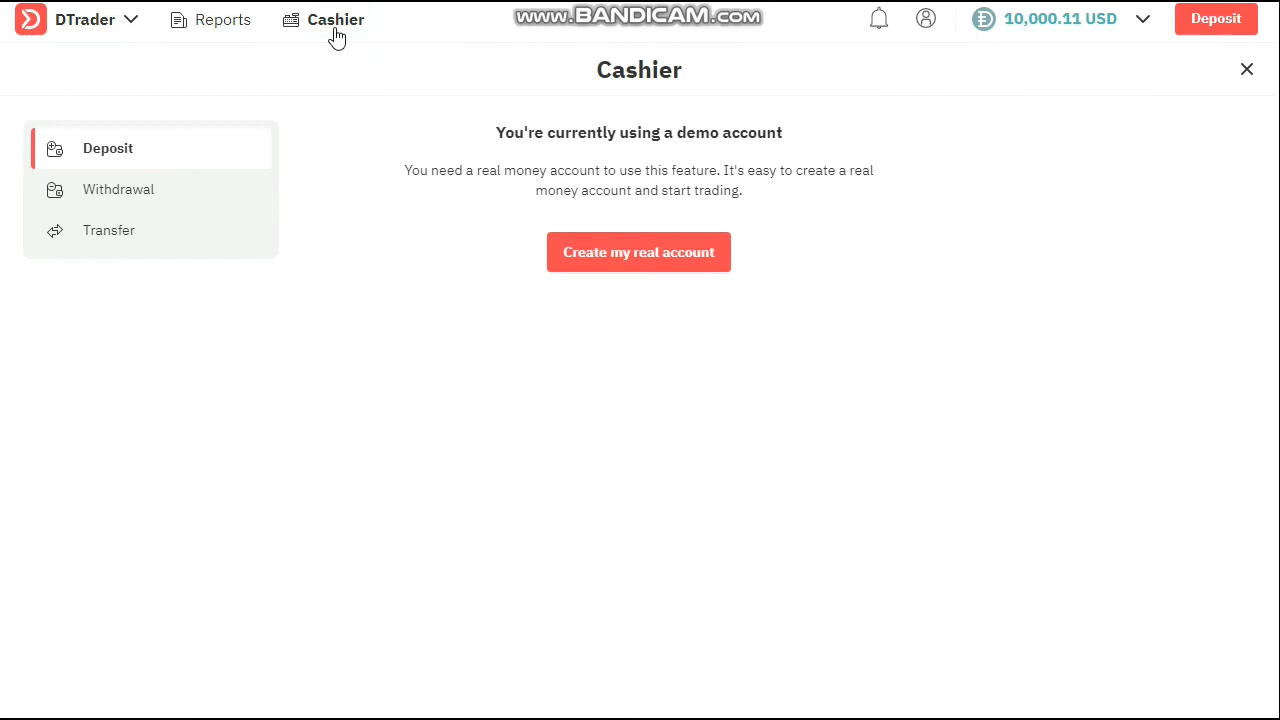 DTrader Reports Cashier www.BANDICAM.com 10,000.11 USD Deposit
Cashier
Deposit
Withdrawal
Transfer
You're currently using a demo account
You need a real money account to use this feature. It's easy to create a real
money account and start trading.
Create my real account